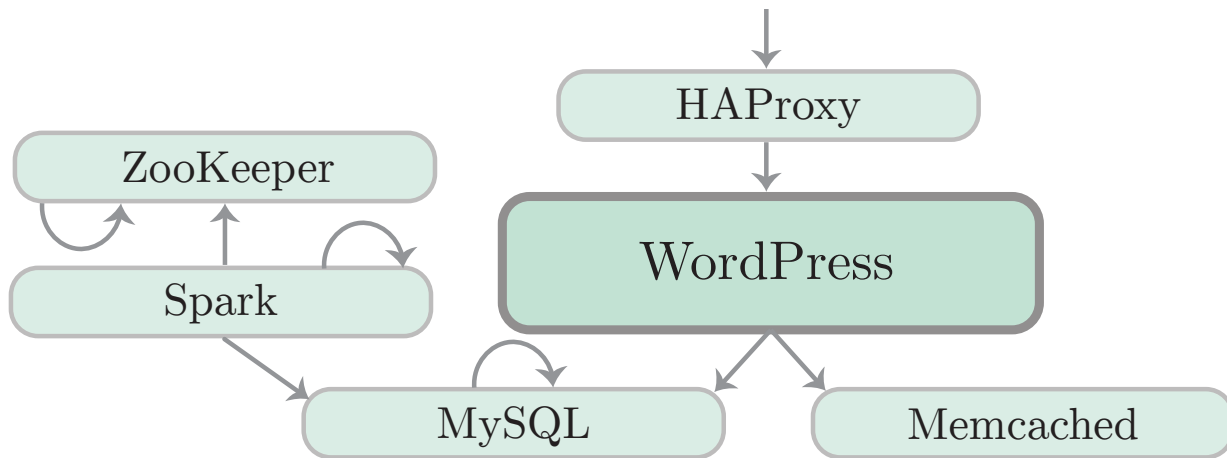 HAProxy
ZooKeeper
WordPress
Spark
MySQL
Memcached